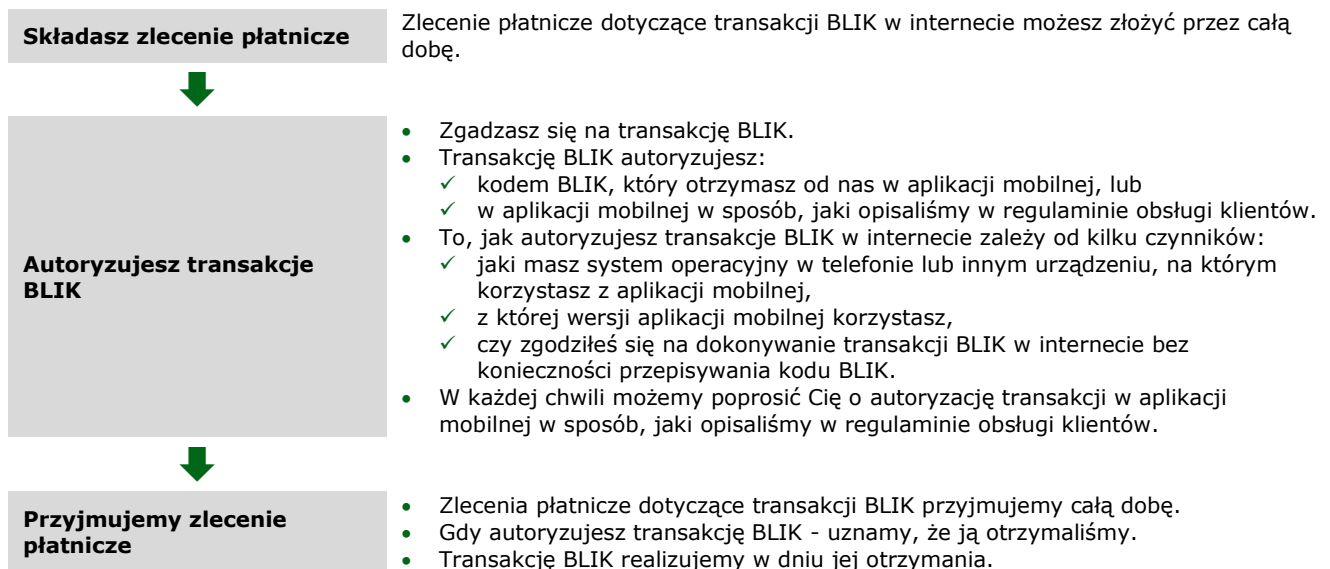 Składasz zlecenie płatnicze
Zlecenie płatnicze dotyczące transakcji BLIK w internecie możesz złożyć przez całą
dobę.
Autoryzujesz transakcje
BLIK
• Zgadzasz się na transakcję BLIK.
• Transakcję BLIK autoryzujesz:
✓ kodem BLIK, który otrzymasz od nas w aplikacji mobilnej, lub
✓ w aplikacji mobilnej w sposób, jaki opisaliśmy w regulaminie obsługi klientów.
• To, jak autoryzujesz transakcje BLIK w internecie zależy od kilku czynników:
✓ jaki masz system operacyjny w telefonie lub innym urządzeniu, na którym
korzystasz z aplikacji mobilnej,
✓ z której wersji aplikacji mobilnej korzystasz,
✓ czy zgodziłeś się na dokonywanie transakcji BLIK w internecie bez
konieczności przepisywania kodu BLIK.
• W każdej chwili możemy poprosić Cię o autoryzację transakcji w aplikacji
mobilnej w sposób, jaki opisaliśmy w regulaminie obsługi klientów.
Przyjmujemy zlecenie
płatnicze
• Zlecenia płatnicze dotyczące transakcji BLIK przyjmujemy całą dobę.
• Gdy autoryzujesz transakcję BLIK - uznamy, że ją otrzymaliśmy.
• Transakcję BLIK realizujemy w dniu jej otrzymania.